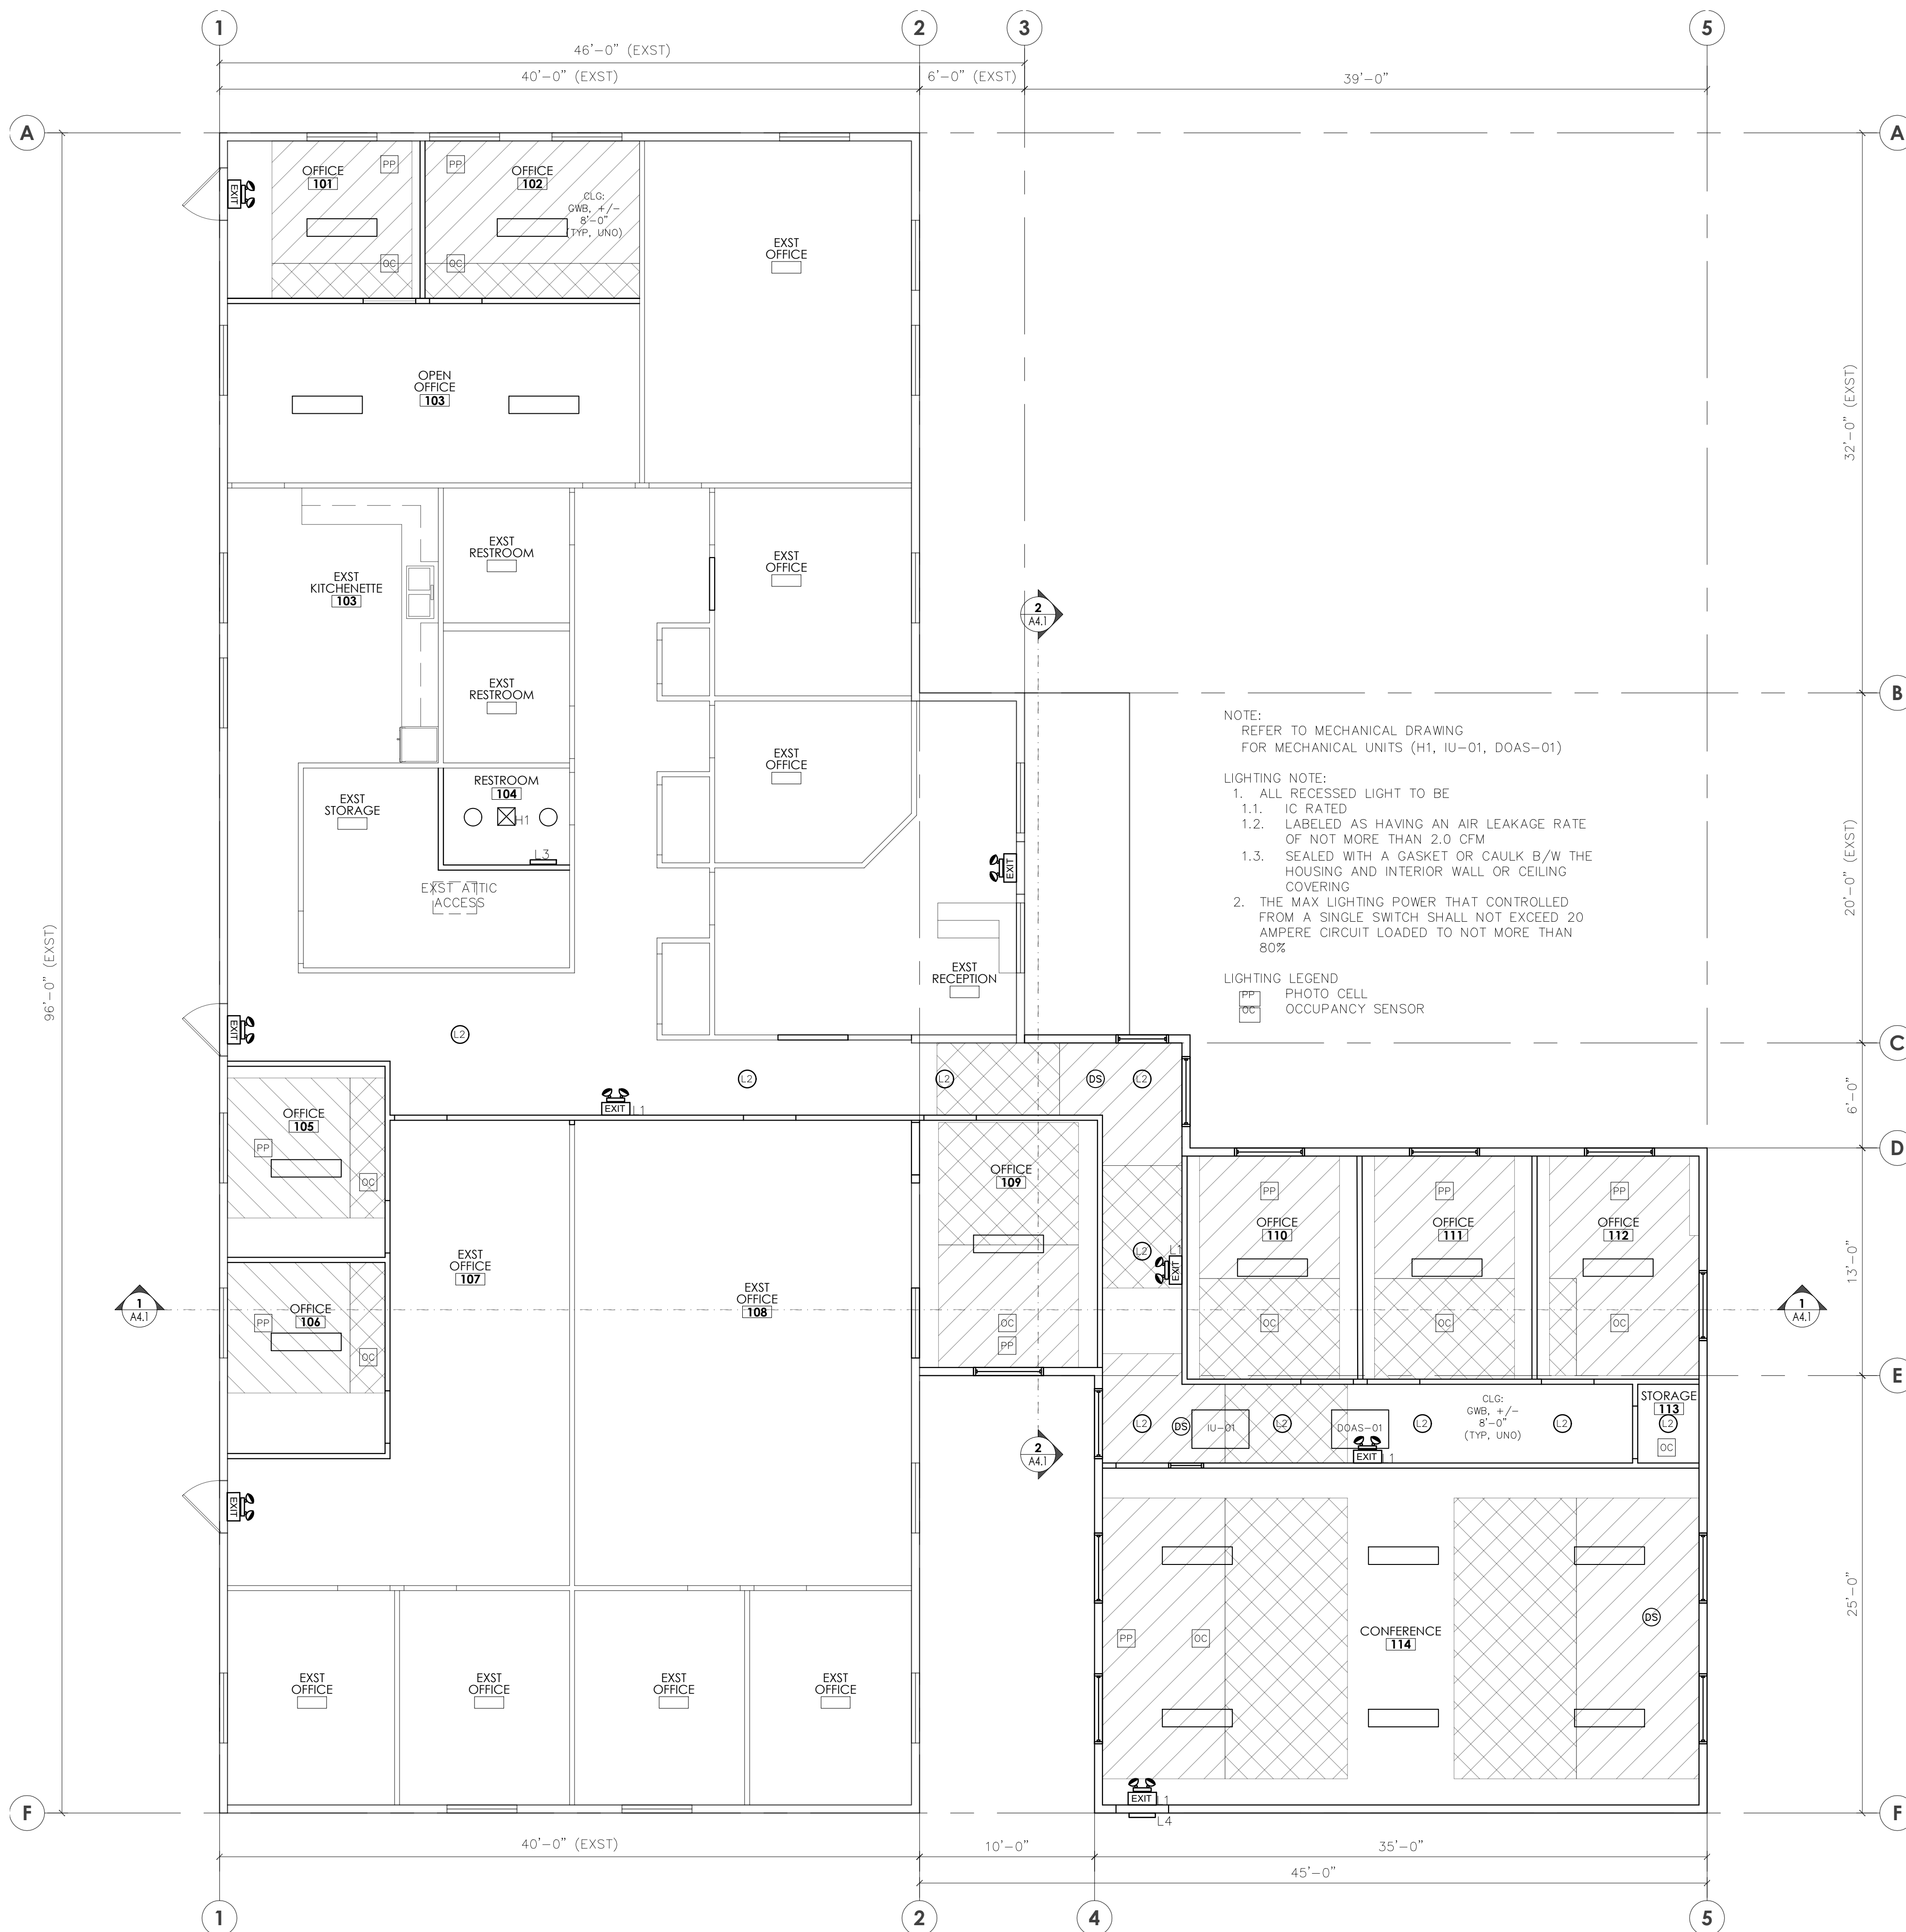 1
2
3
5
46'-0" (EXST)
40'-0" (EXST)
6'-0" (EXST)
39'-0"
A
A
OFFICE
101
PP
PP
OFFICE
102
EXIT
CLG:
GWB, +/-
8'-0"
(TYP, UNO)
OC
OC
EXST
OFFICE
OPEN
OFFICE
103
32'-0" (EXST)
EXST
KITCHENETTE
103
EXST
RESTROOM
EXST
OFFICE
2
A4.1
EXST
RESTROOM
B
EXST
OFFICE
EXST
STORAGE
RESTROOM
104
H1
L3
EXST ATTIC
ACCESS
EXIT
EXST
RECEPTION
NOTE:
REFER TO MECHANICAL DRAWING
FOR MECHANICAL UNITS (H1, IU-01, DOAS-01)
LIGHTING NOTE:
1. ALL RECESSED LIGHT TO BE
1.1. IC RATED
1.2. LABELED AS HAVING AN AIR LEAKAGE RATE
OF NOT MORE THAN 2.0 CFM
1.3. SEALED WITH A GASKET OR CAULK B/W THE
HOUSING AND INTERIOR WALL OR CEILING
COVERING
2. THE MAX LIGHTING POWER THAT CONTROLLED
FROM A SINGLE SWITCH SHALL NOT EXCEED 20
AMPERE CIRCUIT LOADED TO NOT MORE THAN
80%
LIGHTING LEGEND
PP PHOTO CELL
OC OCCUPANCY SENSOR
20'-0" (EXST)
96'-0" (EXST)
EXIT
L2
C
L2
L2
DS
L2
EXIT
L1
6'-0"
OFFICE
105
PP
OC
D
OFFICE
109
PP
PP
PP
OFFICE
110
OFFICE
111
OFFICE
112
L2
L1
EXIT
EXST
OFFICE
107
EXST
OFFICE
108
13'-0"
1
A4.1
OFFICE
106
PP
OC
OC
PP
OC
OC
OC
1
A4.1
E
2
A4.1
L2
DS
IU-01
L2
DOAS-01
L2
CLG:
GWB, +/-
8'-0"
(TYP, UNO)
L2
STORAGE
113
L2
OC
EXIT
L1
EXIT
25'-0"
PP
OC
CONFERENCE
114
DS
EXST
OFFICE
EXST
OFFICE
EXST
OFFICE
EXST
OFFICE
EXIT
L1
L4
F
F
40'-0" (EXST)
10'-0"
35'-0"
45'-0"
1
2
4
5